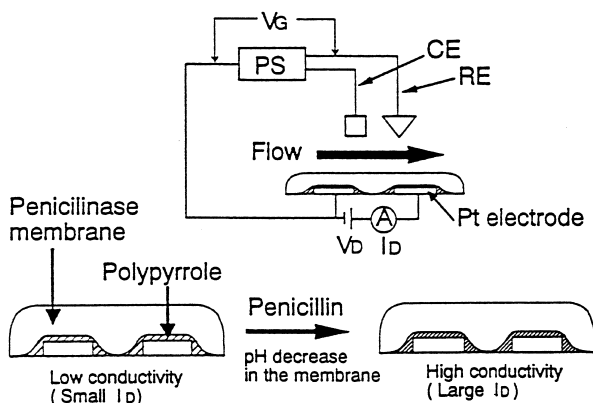 VG
PS
CE
RE
Flow
Pt electrode
VD
A
ID
Penicilinase
membrane
Polypyrrole
Penicillin
pH decrease
in the membrane
Low conductivity
(Small ID)
High conductivity
(Large ID)